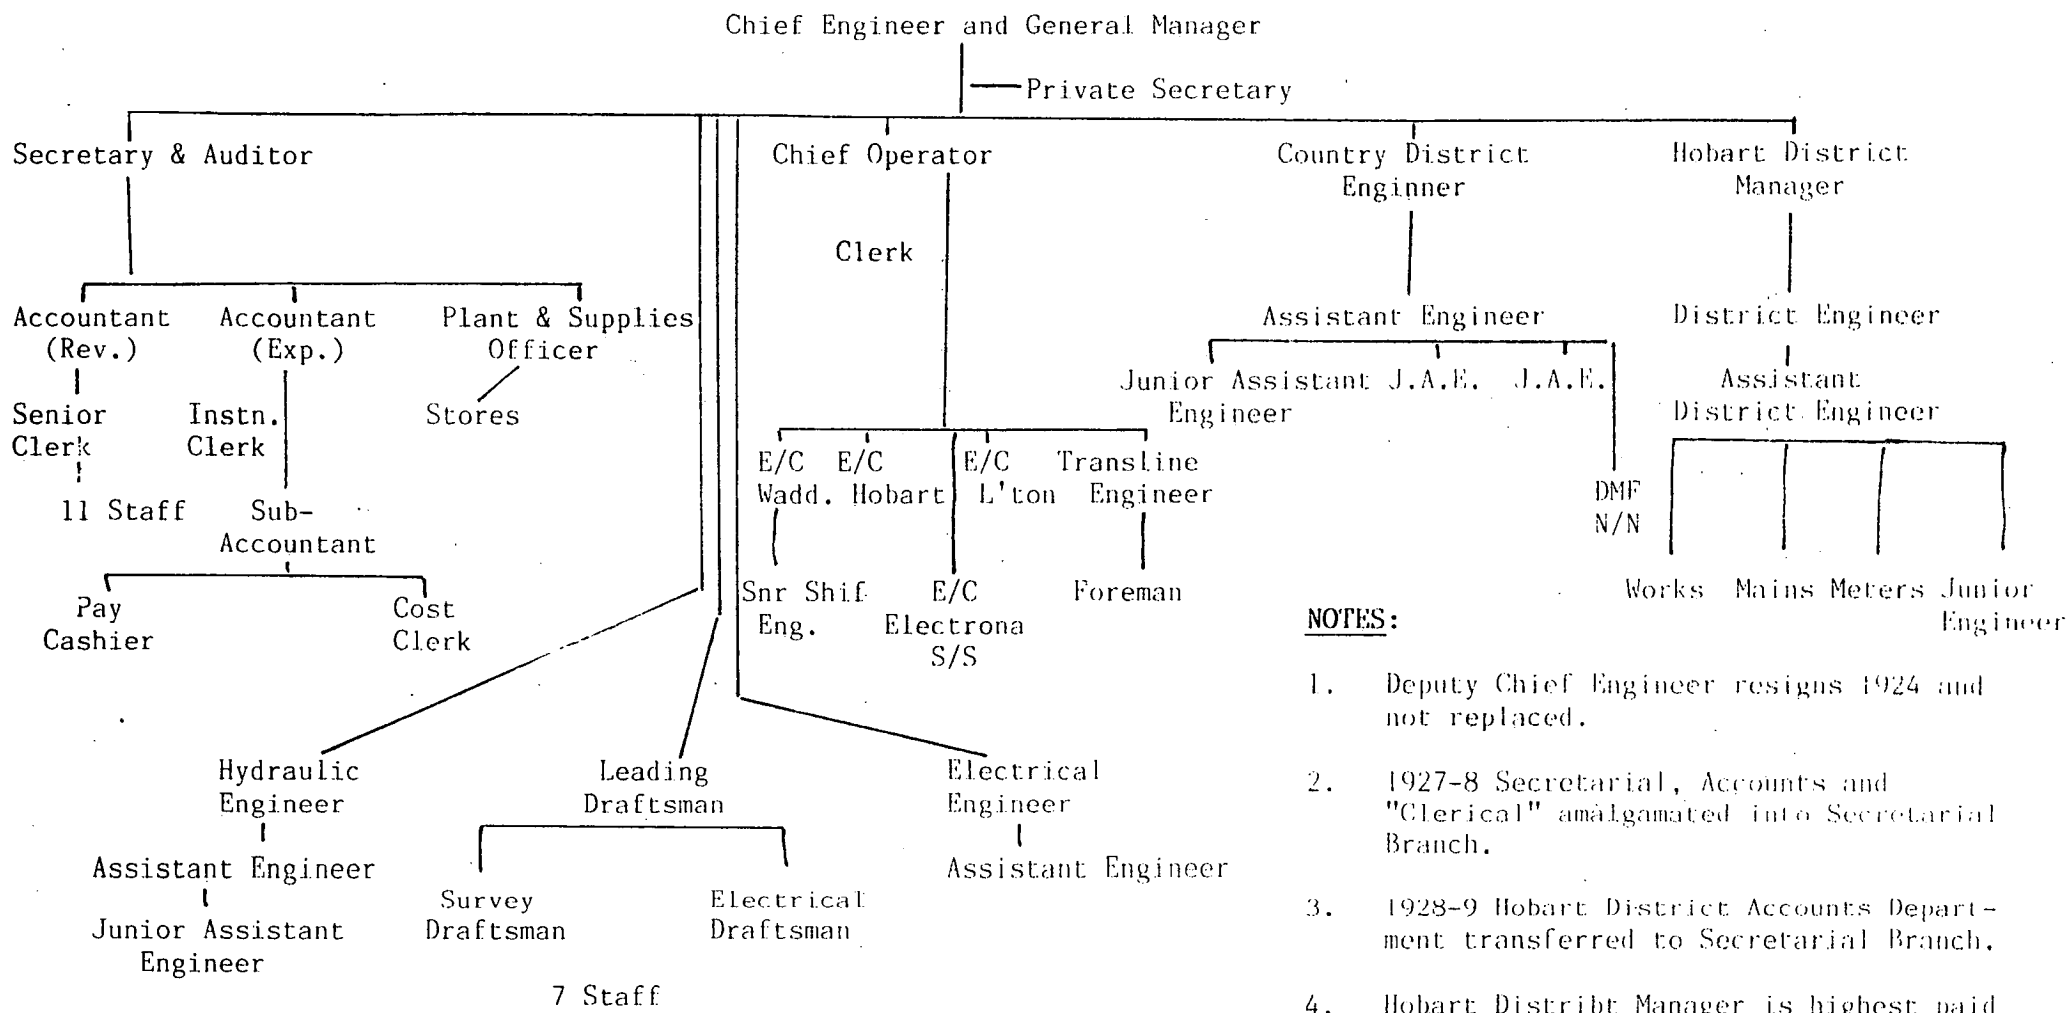 Chief Engineer and General Manager
Private Secretary
Secretary & Auditor
Chief Operator
Country District
Enginner
Hobart District
Manager
Clerk
Accountant
(Rev.)
Accountant
(Exp.)
Plant & Supplies
Officer
Assistant Engineer
District Engineer
Senior
Clerk
Instn.
Clerk
Stores
Junior Assistant
Engineer
J.A.E.
J.A.E.
Assistant
District Engineer
E/C
Wadd.
E/C
Hobart
E/C
L'ton
Transline
Engineer
DMF
N/N
11 Staff
Sub-
Accountant
Pay
Cashier
Cost
Clerk
Snr Shif
Eng.
E/C
Electrona
S/S
Foreman
Works
Mains
Meters
Junior
Engineer
Hydraulic
Engineer
Leading
Draftsman
Electrical
Engineer
Assistant Engineer
Junior Assistant
Engineer
Survey
Draftsman
Electrical
Draftsman
Assistant Engineer
7 Staff
NOTES:
1. Deputy Chief Engineer resigns 1924 and
not replaced.
2. 1927-8 Secretarial, Accounts and
"Clerical" amalgamated into Secretarial
Branch.
3. 1928-9 Hobart District Accounts Depart-
ment transferred to Secretarial Branch.
4. Hobart Distribt Manager is highest paid